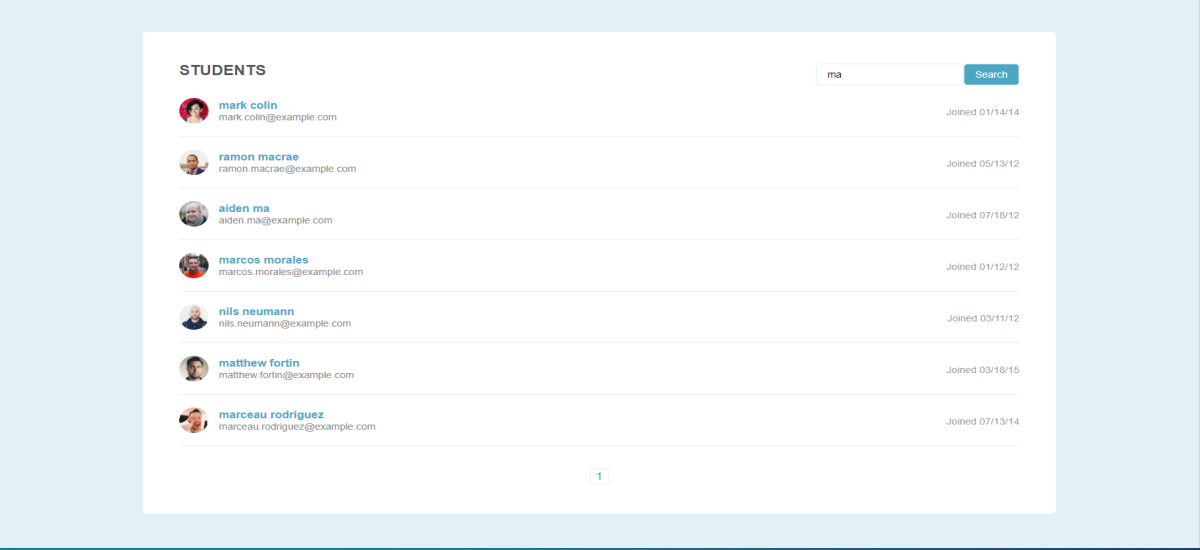 STUDENTS
ma
Search
mark colin
mark.colin@example.com
Joined 01/14/14
ramon macrae
ramon.macrae@example.com
Joined 05/13/12
aiden ma
aiden.ma@example.com
Joined 07/18/12
marcos morales
marcos.morales@example.com
Joined 01/12/12
nils neumann
nils.neumann@example.com
Joined 03/11/12
matthew fortin
matthew.fortin@example.com
Joined 03/18/15
marceau rodriguez
marceau.rodriguez@example.com
Joined 07/13/14
1